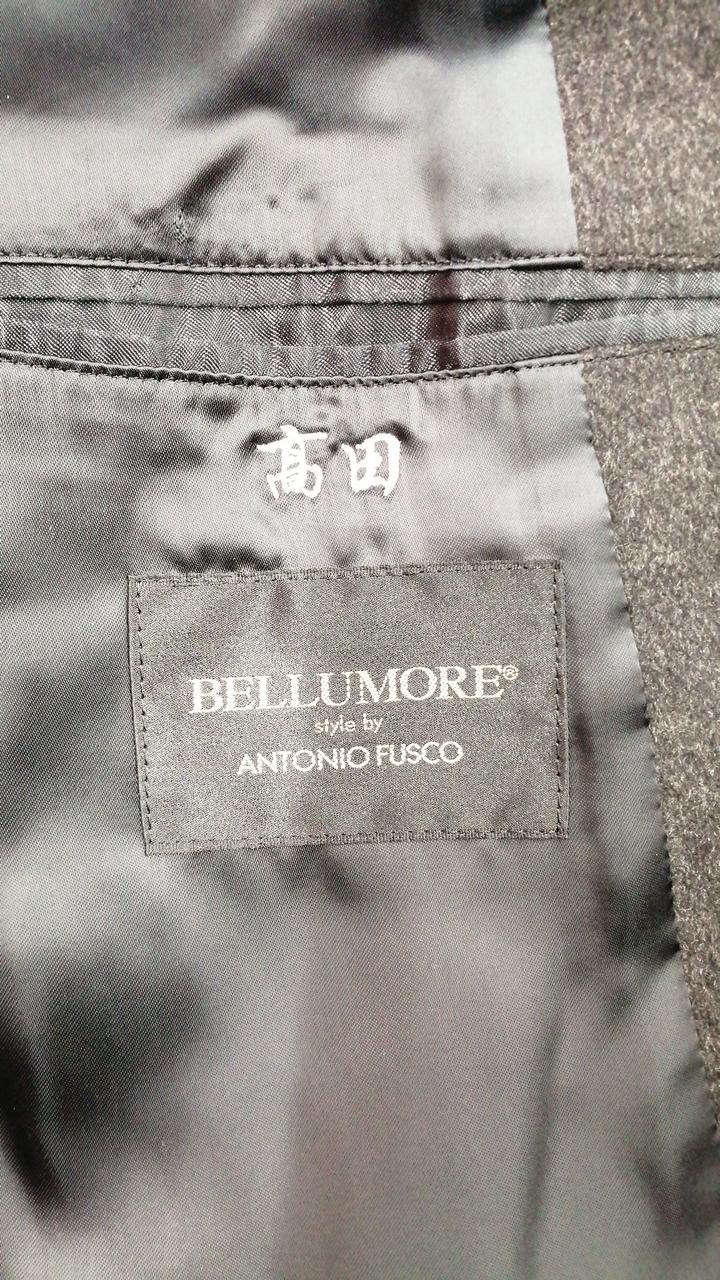 高田
BELLUMORE®
style by
ANTONIO FUSCO